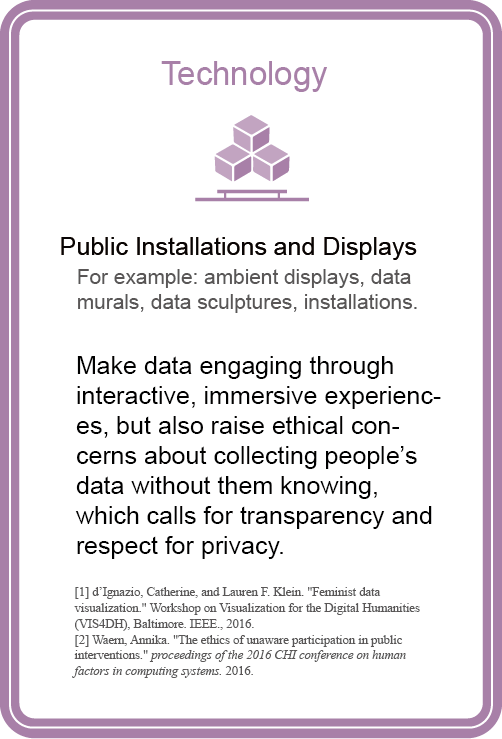 Technology
Public Installations and Displays
For example: ambient displays, data
murals, data sculptures, installations.
Make data engaging through
interactive, immersive experienc-
es, but also raise ethical con-
cerns about collecting people’s
data without them knowing,
which calls for transparency and
respect for privacy.
[1] d’Ignazio, Catherine, and Lauren F. Klein. "Feminist data
visualization." Workshop on Visualization for the Digital Humanities
(VIS4DH), Baltimore. IEEE., 2016.
[2] Waern, Annika. "The ethics of unaware participation in public
interventions." proceedings of the 2016 CHI conference on human
factors in computing systems. 2016.